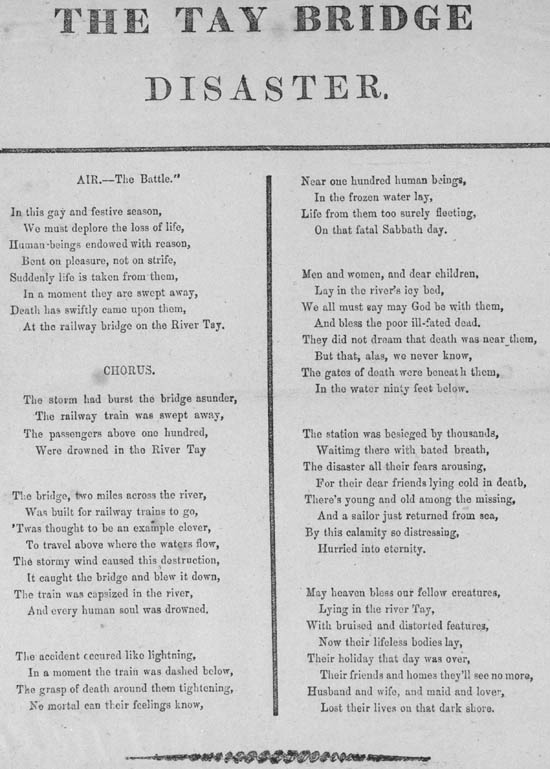 THE TAY BRIDGE
DISASTER.
AIR.—The Battle."
In this gay and festive season,
We must deplore the loss of life,
Human-beings endowed with reason,
Bent on pleasure, not on strife,
Suddenly life is taken from them,
In a moment they are swept away,
Death has swiftly came upon them,
At the railway bridge on the River Tay.
CHORUS.
The storm had burst the bridge asunder,
The railway train was swept away,
The passengers above one hundred,
Were drowned in the River Tay
The bridge, two miles across the river,
Was built for railway trains to go,
'Twas thought to be an example clever,
To travel above where the waters flow,
The stormy wind caused this destruction,
It caught the bridge and blew it down,
The train was capsized in the river,
And every human soul was drowned.
The accident occured like lightning,
In a moment the train was dashed below,
The grasp of death around them tightening,
No mortal can their feelings know,
Near one hundred human beings,
In the frozen water lay,
Life from them too surely fleeting,
On that fatal Sabbath day.
Men and women, and dear children,
Lay in the river's icy bed,
We all must say may God be with them,
And bless the poor ill-fated dead.
They did not dream that death was near them,
But that, alas, we never know,
The gates of death were beneath them,
In the water ninty feet below.
The station was besieged by thousands,
Waitimg there with bated breath,
The disaster all their fears arousing,
For their dear friends lying cold in death,
There's young and old among the missing,
And a sailor just returned from sea,
By this calamity so distressing,
Hurried into eternity.
May heaven bless our fellow creatures,
Lying in the river Tay,
With bruised and distorted features,
Now their lifeless bodies lay,
Their holiday that day was over,
Their friends and homes they'll see no more,
Husband and wife, and maid and lover,
Lost their lives on that dark shore.